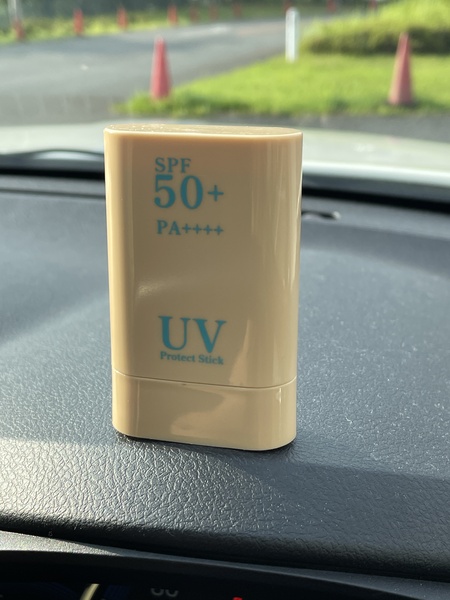 SPF
50+
PA++++
UV
Protect Stick